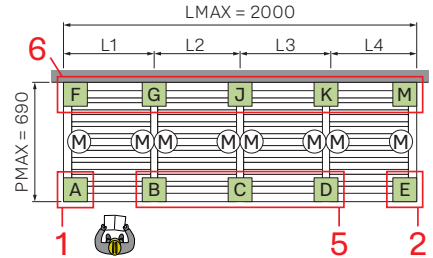 LMAX = 2000
L1 L2 L3 L4
6
F G J K M
PMAX = 690
M M M M M M M M
A B C D E
1 5 2